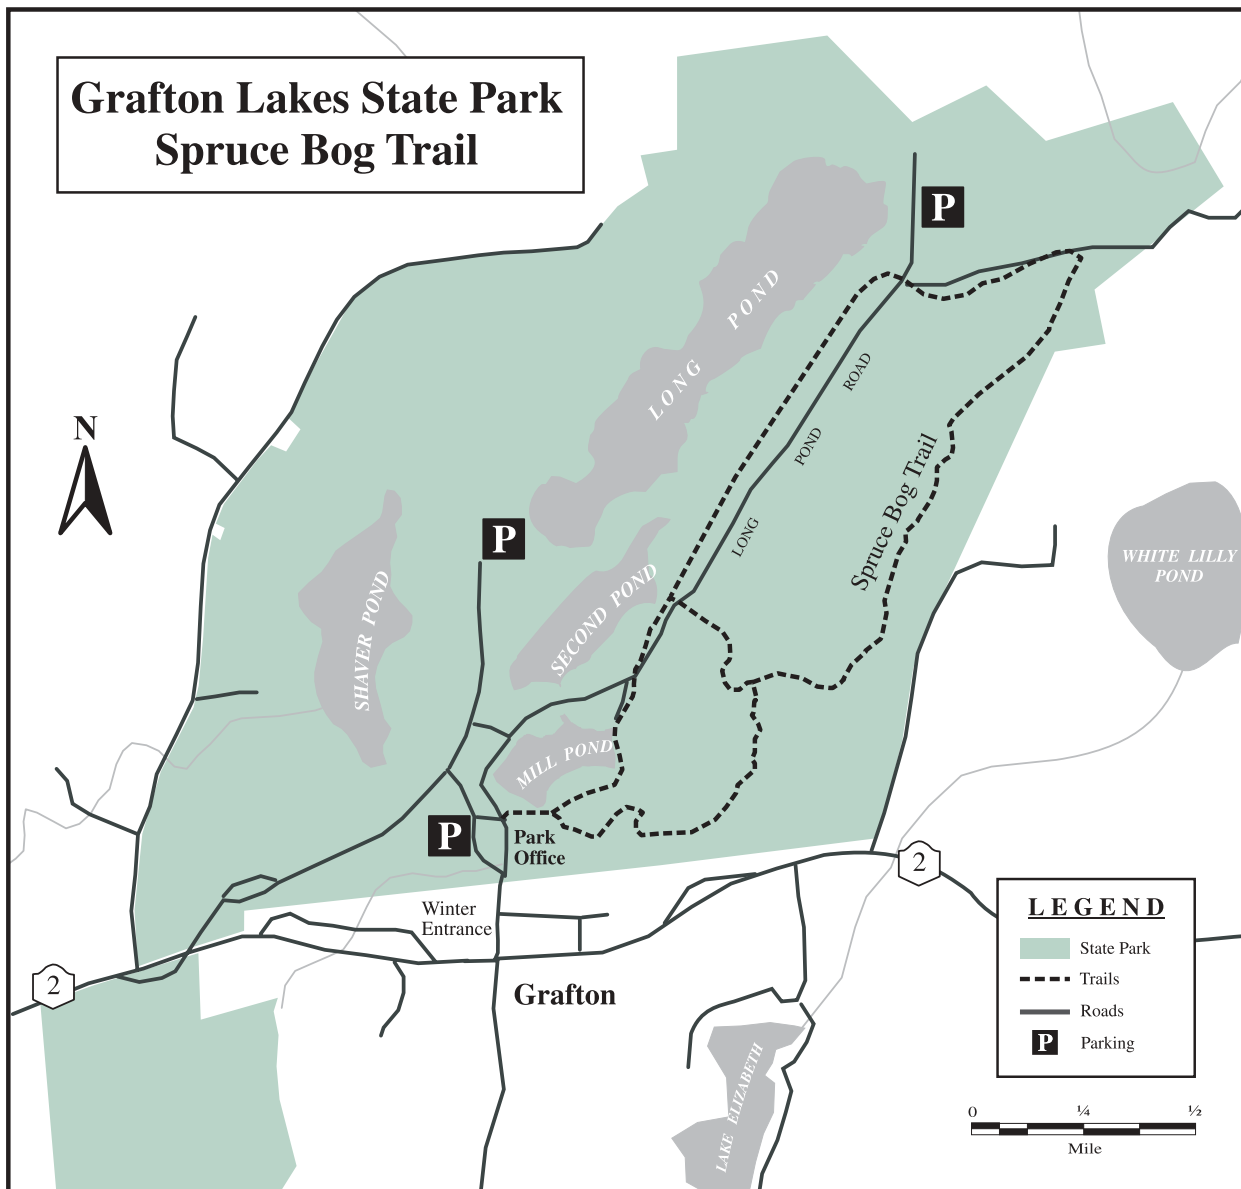 Grafton Lakes State Park
Spruce Bog Trail
P
LONG POND
N
ROAD
POND
LONG
Spruce Bog Trail
P
WHITE LILLY
POND
SHAVER POND
SECOND POND
MILL POND
P
Park
Office
2
Winter
Entrance
2
Grafton
LAKE ELIZABETH
LEGEND
State Park
Trails
Roads
P Parking
0 ¼ ½
Mile